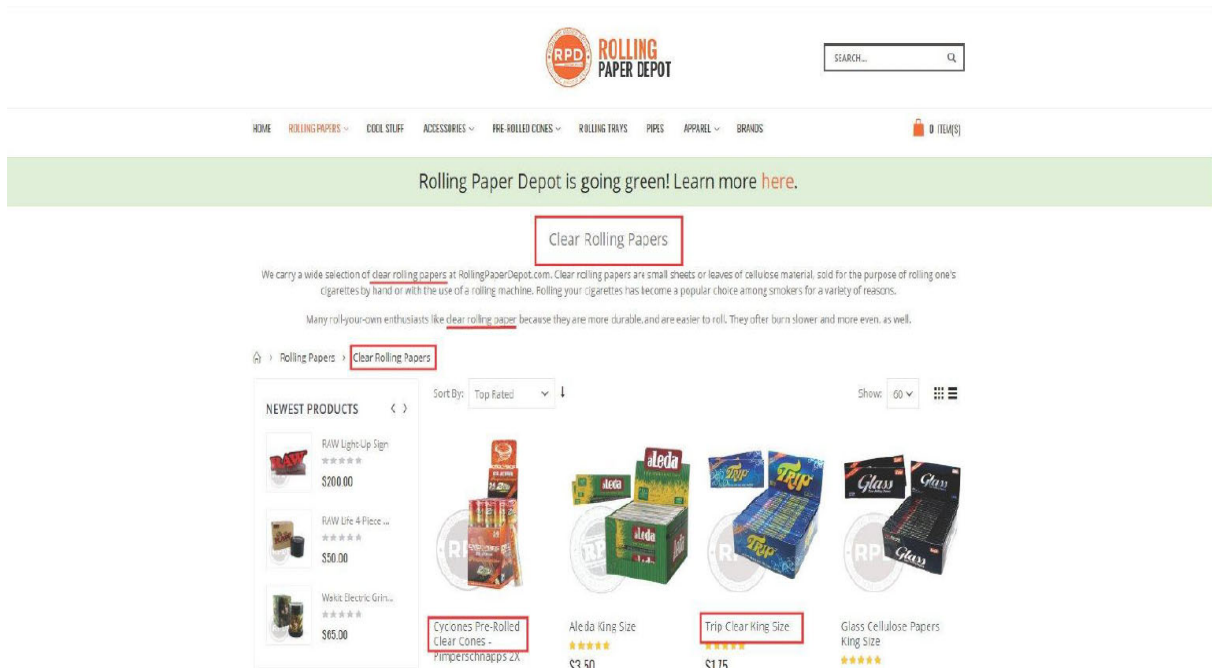 RPD
ROLLING
PAPER DEPOT
SEARCH...
HOME ROLLING PAPERS COOL STUFF ACCESSORIES PRE-ROLLED CONES ROLLING TRAYS PIPES APPAREL BRANDS 0 ITEM(S)
Rolling Paper Depot is going green! Learn more here.
Clear Rolling Papers
We carry a wide selection of clear rolling papers at RollingPaperDepot.com. Clear rolling papers are small sheets or leaves of cellulose material, sold for the purpose of rolling one's
cigarettes by hand or with the use of a rolling machine. Rolling your cigarettes has become a popular choice among smokers for a variety of reasons.
Many roll-your-own enthusiasts like clear rolling paper because they are more durable, and are easier to roll. They often burn slower and more even, as well.
> Rolling Papers > Clear Rolling Papers
Sort By: Top Rated Show: 60
NEWEST PRODUCTS
RAW Light-Up Sign
$200.00
RAW Life 4-Piece ...
$50.00
Wakit Electric Grin...
$65.00
RAW
aLeda
aLeda
aLeda
Trip
Trip
Trip
Glass
Glass
Glass
Cyclones Pre-Rolled
Clear Cones -
Pimperschnapps 2X
Aleda King Size
$3.50
Trip Clear King Size
$1.75
Glass Cellulose Papers
King Size